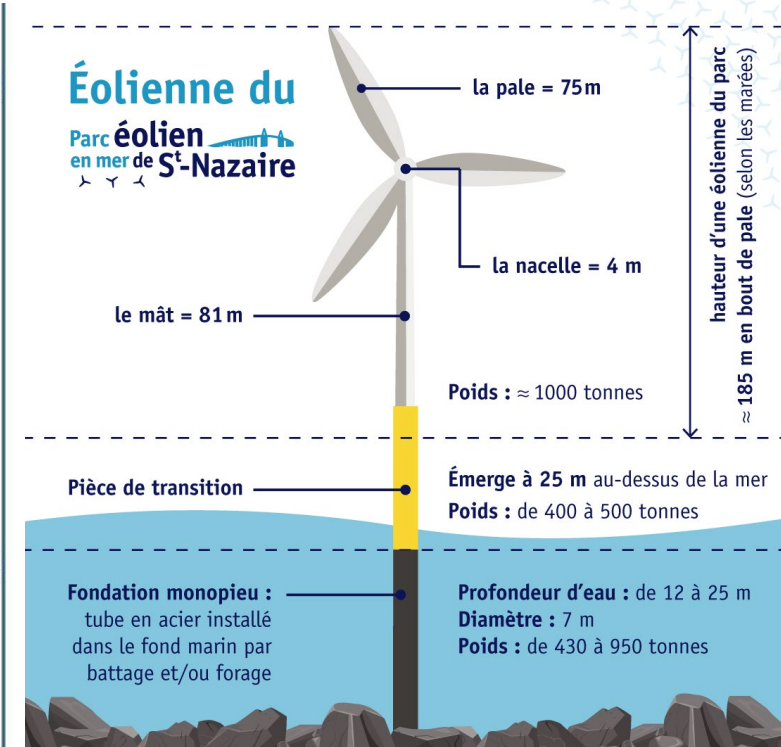 Éolienne du
Parc éolien
en mer de St-Nazaire
la pale = 75 m
la nacelle = 4 m
le mât = 81 m
hauteur d'une éolienne du parc
≈ 185 m en bout de pale (selon les marées)
Poids : ≈ 1000 tonnes
Pièce de transition
Émerge à 25 m au-dessus de la mer
Poids : de 400 à 500 tonnes
Fondation monopieu :
tube en acier installé
dans le fond marin par
battage et/ou forage
Profondeur d'eau : de 12 à 25 m
Diamètre : 7 m
Poids : de 430 à 950 tonnes